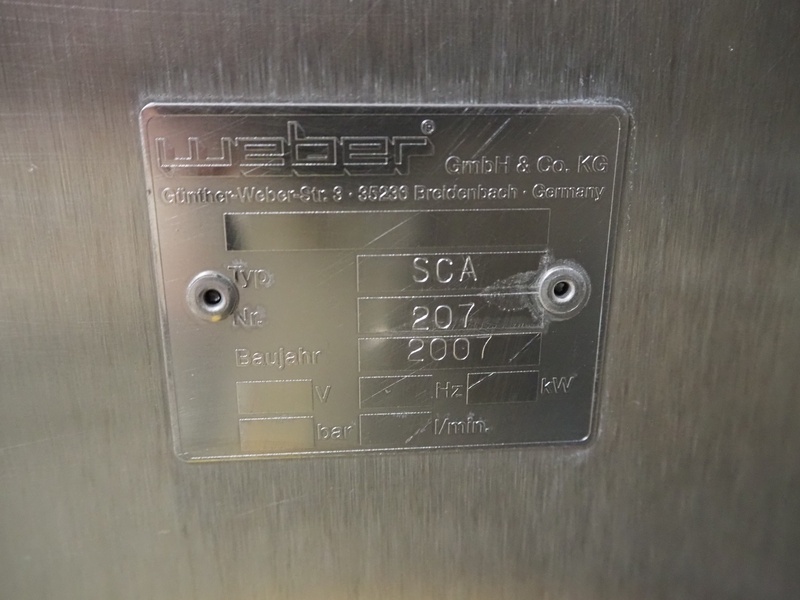 weber® GmbH & Co. KG
Günther-Weber-Str. 3 · 35236 Breidenbach · Germany
Typ SCA
Nr. 207
Baujahr 2007
V Hz kW
bar l/min.